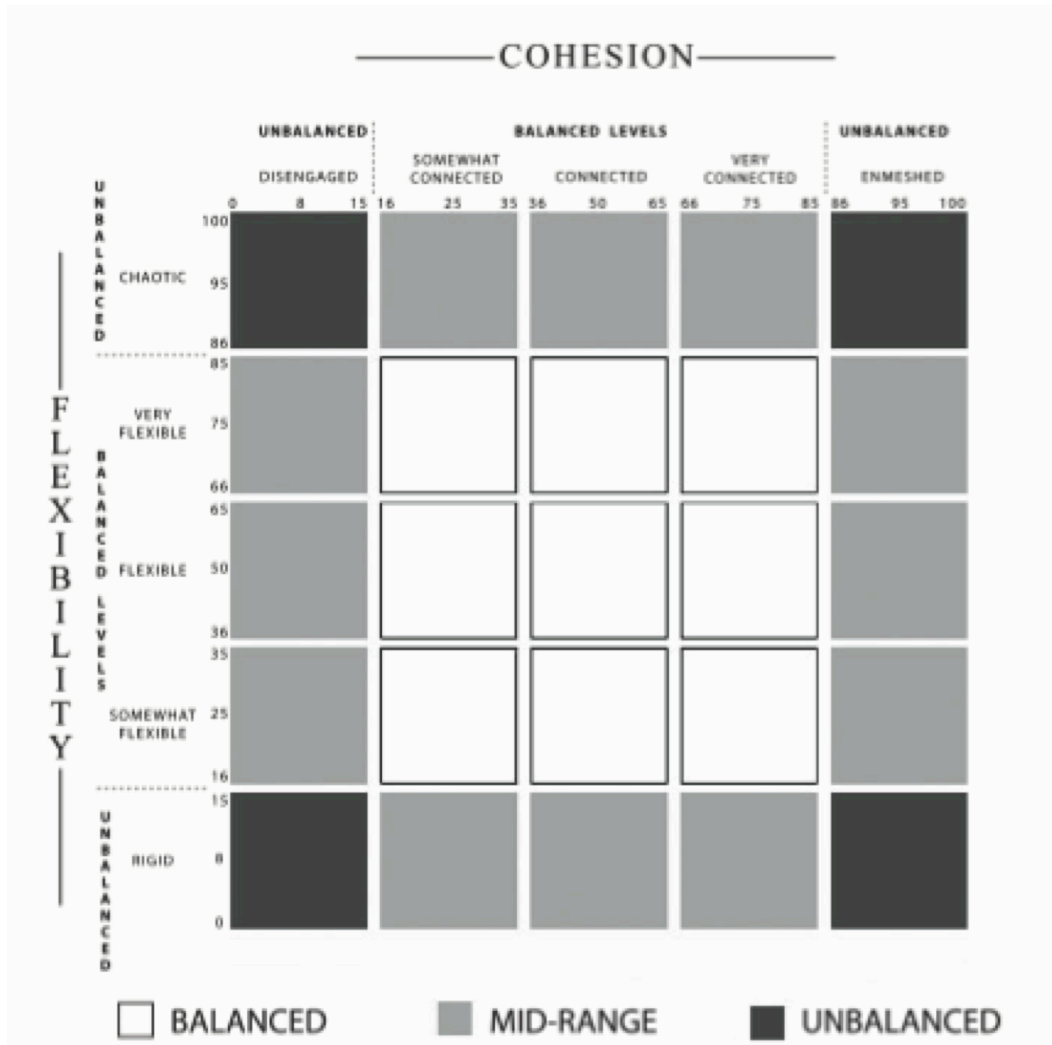 COHESION
UNBALANCED
BALANCED LEVELS
UNBALANCED
DISENGAGED
SOMEWHAT
CONNECTED
CONNECTED
VERY
CONNECTED
ENMESHED
0 8 15 16 25 35 36 50 65 66 75 85 86 95 100
FLEXIBILITY
UNBALANCED
CHAOTIC
100
95
86
BALANCED LEVELS
VERY
FLEXIBLE
85
75
66
FLEXIBLE
65
50
36
SOMEWHAT
FLEXIBLE
35
25
16
UNBALANCED
RIGID
15
8
0
BALANCED
MID-RANGE
UNBALANCED